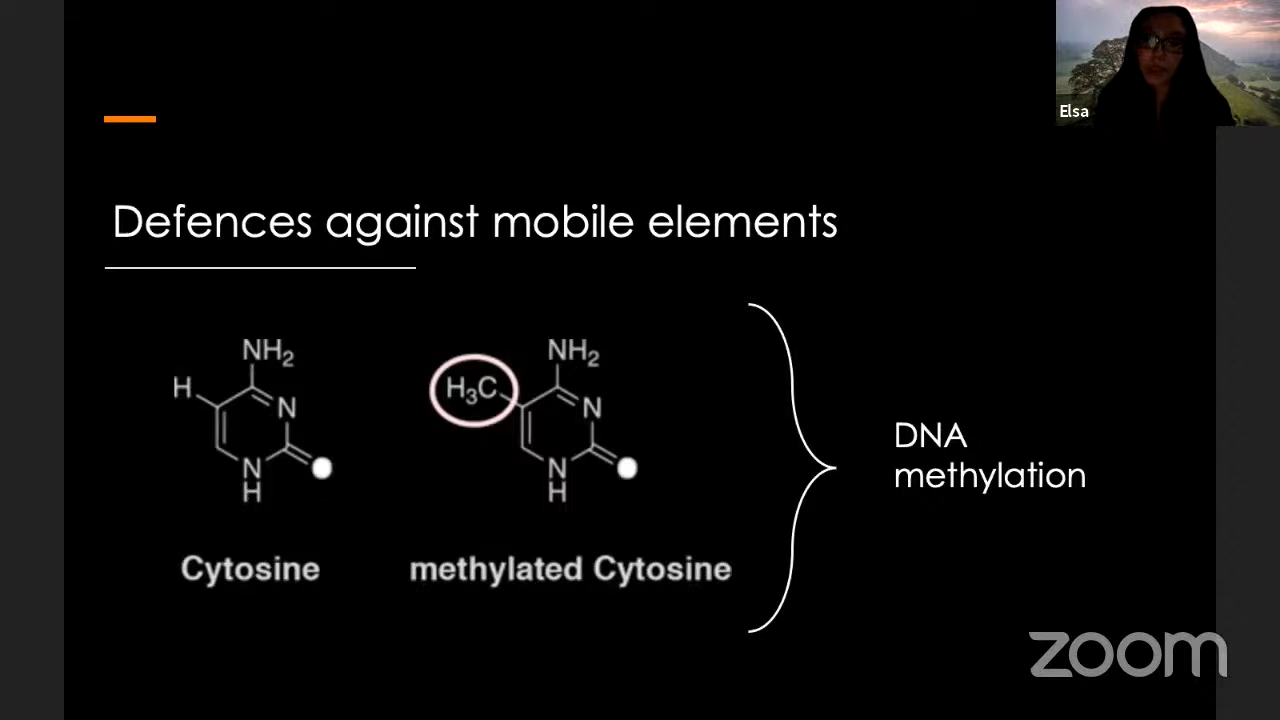 Elsa
Defences against mobile elements
NH2
H
N
N
H
Cytosine
NH2
H3C
N
N
H
methylated Cytosine
DNA
methylation
zoom